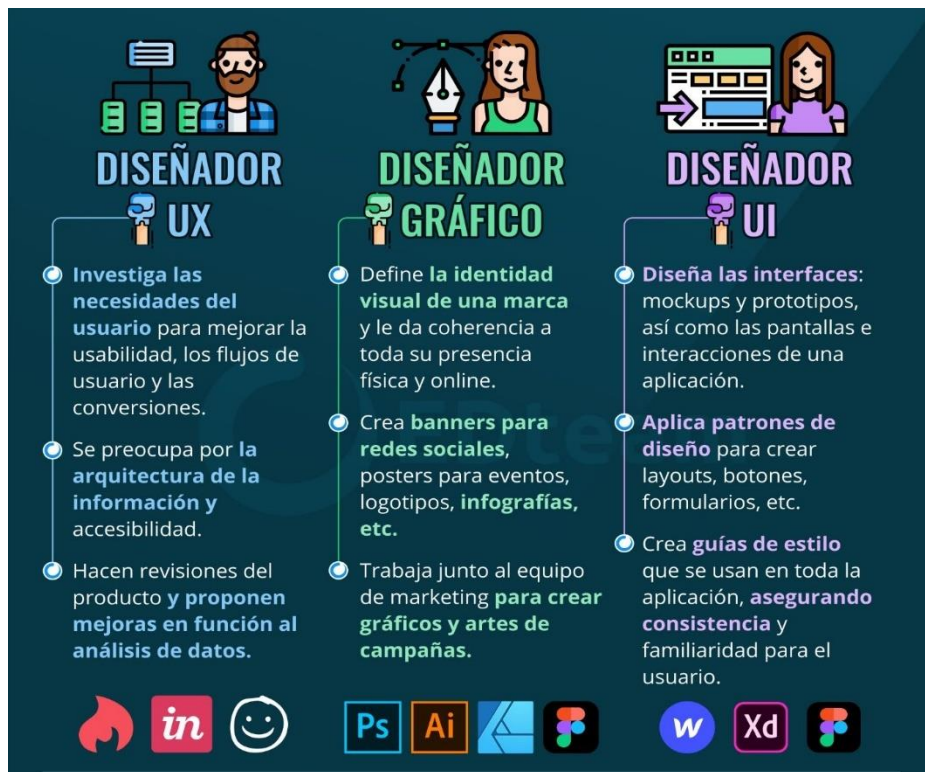 DISEÑADOR
UX
Investiga las
necesidades del
usuario para mejorar la
usabilidad, los flujos de
usuario y las
conversiones.
Se preocupa por la
arquitectura de la
información y
accesibilidad.
Hacen revisiones del
producto y proponen
mejoras en función al
análisis de datos.
in
DISEÑADOR
GRÁFICO
Define la identidad
visual de una marca
y le da coherencia a
toda su presencia
física y online.
Crea banners para
redes sociales,
posters para eventos,
logotipos, infografías,
etc.
Trabaja junto al equipo
de marketing para crear
gráficos y artes de
campañas.
Ps
Ai
DISEÑADOR
UI
Diseña las interfaces:
mockups y prototipos,
así como las pantallas e
interacciones de una
aplicación.
Aplica patrones de
diseño para crear
layouts, botones,
formularios, etc.
Crea guías de estilo
que se usan en toda la
aplicación, asegurando
consistencia y
familiaridad para el
usuario.
w
Xd
EDteam